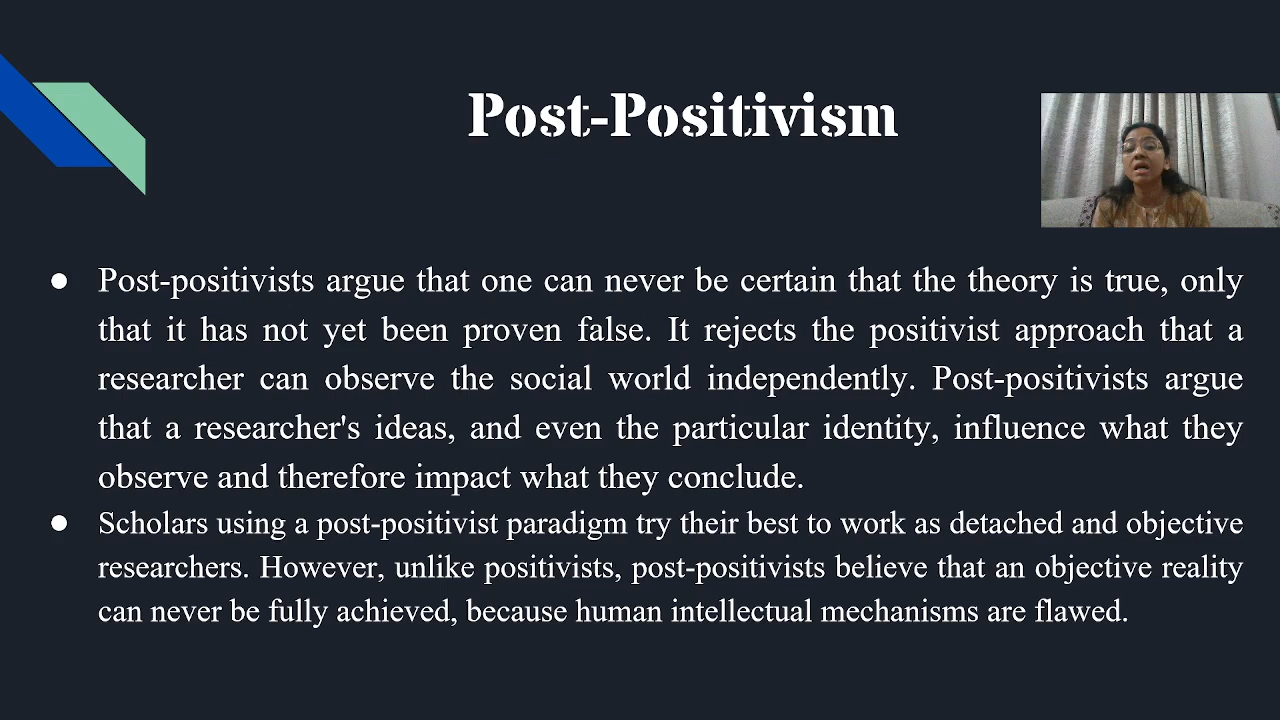 Post-Positivism
● Post-positivists argue that one can never be certain that the theory is true, only
that it has not yet been proven false. It rejects the positivist approach that a
researcher can observe the social world independently. Post-positivists argue
that a researcher's ideas, and even the particular identity, influence what they
observe and therefore impact what they conclude.
● Scholars using a post-positivist paradigm try their best to work as detached and objective
researchers. However, unlike positivists, post-positivists believe that an objective reality
can never be fully achieved, because human intellectual mechanisms are flawed.